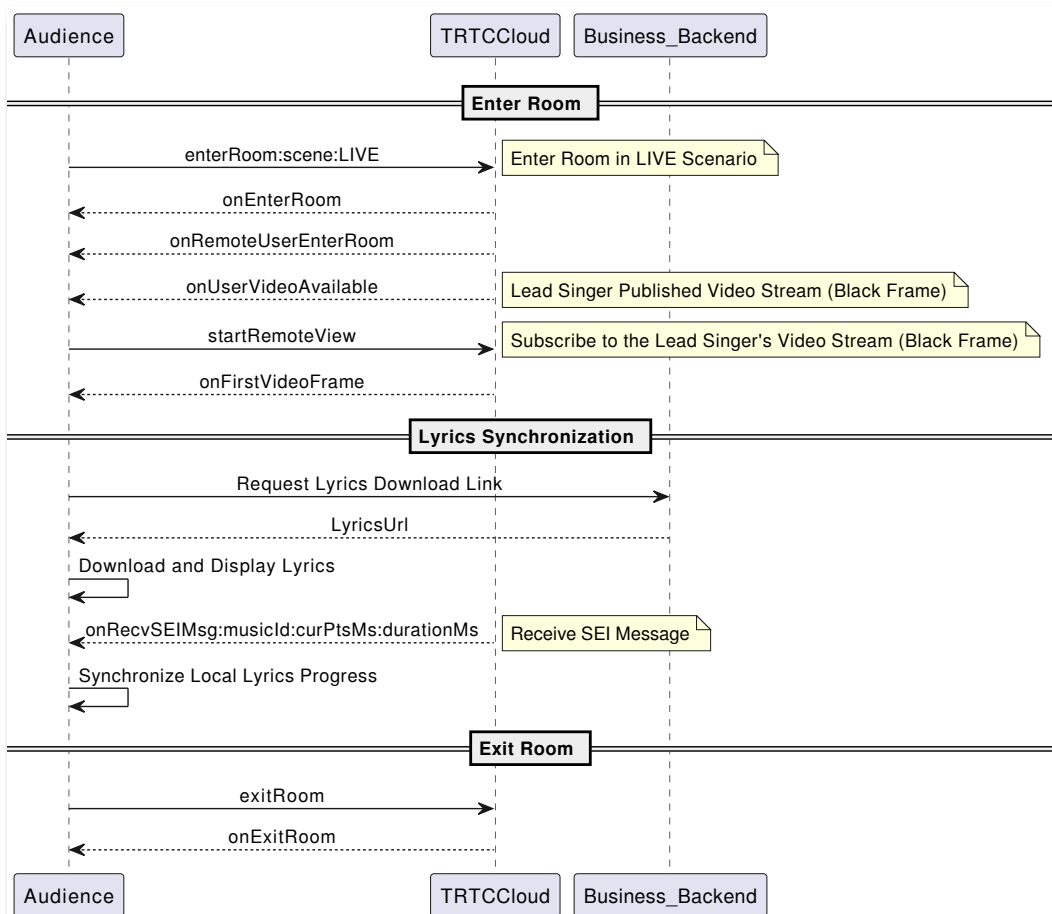 Audience TRTCCloud Business_Backend
Enter Room
enterRoom:scene:LIVE
Enter Room in LIVE Scenario
onEnterRoom
onRemoteUserEnterRoom
onUserVideoAvailable
Lead Singer Published Video Stream (Black Frame)
startRemoteView
Subscribe to the Lead Singer's Video Stream (Black Frame)
onFirstVideoFrame
Lyrics Synchronization
Request Lyrics Download Link
LyricsUrl
Download and Display Lyrics
onRecvSEIMsg:musicId:curPtsMs:durationMs
Receive SEI Message
Synchronize Local Lyrics Progress
Exit Room
exitRoom
onExitRoom
Audience TRTCCloud Business_Backend